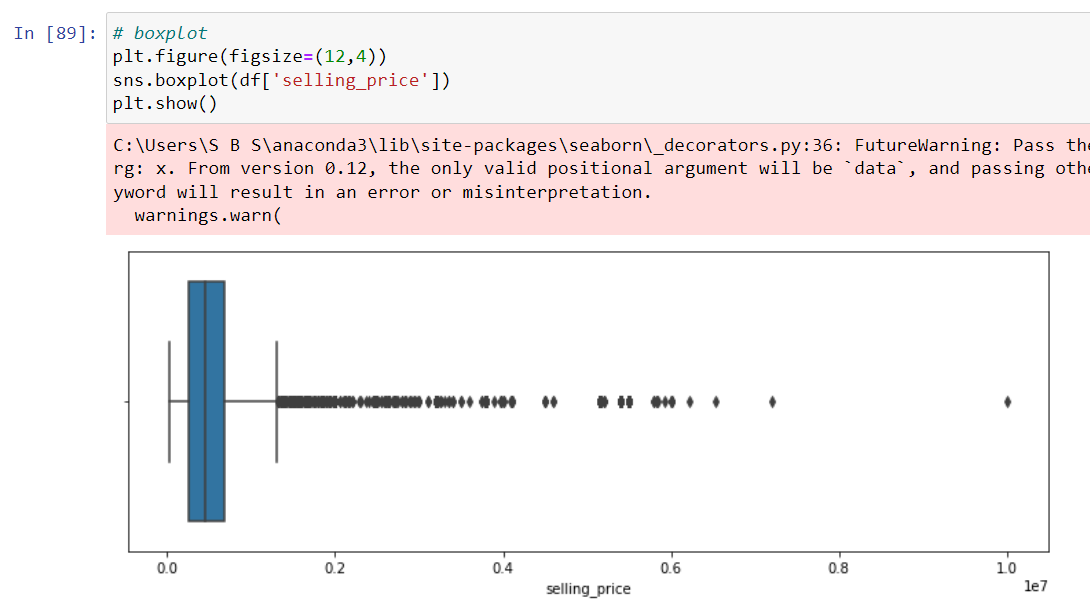 In [89]: # boxplot
plt.figure(figsize=(12,4))
sns.boxplot(df['selling_price'])
plt.show()
C:\Users\S B S\anaconda3\lib\site-packages\seaborn\_decorators.py:36: FutureWarning: Pass the
rg: x. From version 0.12, the only valid positional argument will be `data`, and passing othe
yword will result in an error or misinterpretation.
warnings.warn(
0.0 0.2 0.4 0.6 0.8 1.0
selling_price 1e7